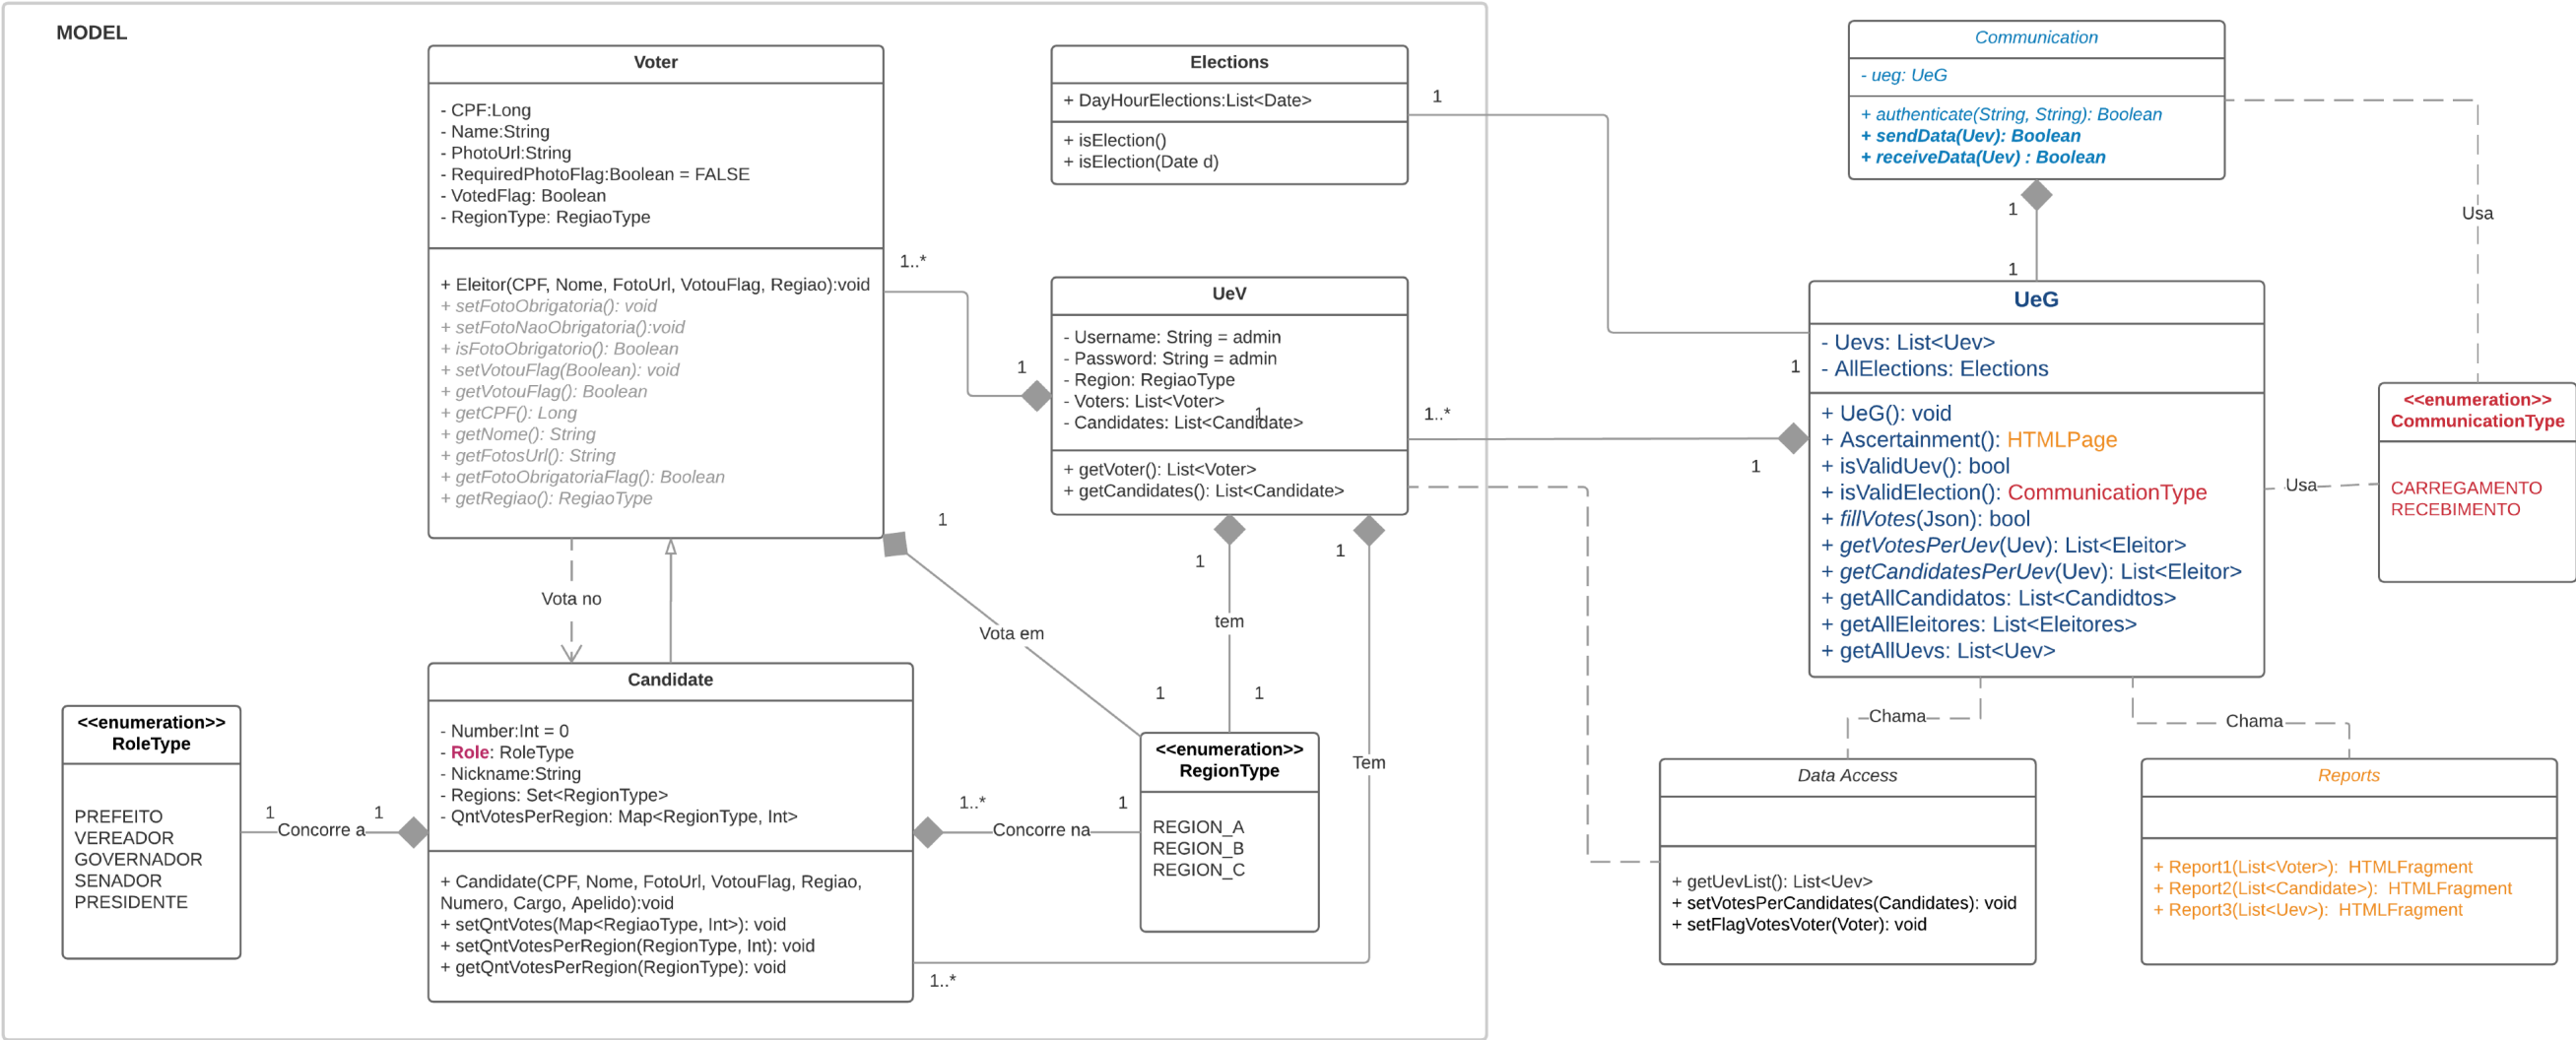 MODEL
Voter
- CPF:Long
- Name:String
- PhotoUrl:String
- RequiredPhotoFlag:Boolean = FALSE
- VotedFlag: Boolean
- RegionType: RegiaoType
+ Eleitor(CPF, Nome, FotoUrl, VotouFlag, Regiao):void
+ setFotoObrigatoria(): void
+ setFotoNaoObrigatoria():void
+ isFotoObrigatorio(): Boolean
+ setVotouFlag(Boolean): void
+ getVotouFlag(): Boolean
+ getCPF(): Long
+ getNome(): String
+ getFotosUrl(): String
+ getFotoObrigatoriaFlag(): Boolean
+ getRegiao(): RegiaoType
Elections
+ DayHourElections:List<Date>
+ isElection()
+ isElection(Date d)
1
1..*
1
UeV
- Username: String = admin
- Password: String = admin
- Region: RegiaoType
- Voters: List<Voter>
- Candidates: List<Candidate>
1
+ getVoter(): List<Voter>
+ getCandidates(): List<Candidate>
1..*
1
1
Communication
- ueg: UeG
+ authenticate(String, String): Boolean
+ sendData(Uev): Boolean
+ receiveData(Uev) : Boolean
1
1
Usa
UeG
- Uevs: List<Uev>
- AllElections: Elections
+ UeG(): void
+ Ascertainment(): HTMLPage
+ isValidUev(): bool
+ isValidElection(): CommunicationType
+ fillVotes(Json): bool
+ getVotesPerUev(Uev): List<Eleitor>
+ getCandidatesPerUev(Uev): List<Eleitor>
+ getAllCandidatos: List<Candidtos>
+ getAllEleitores: List<Eleitores>
+ getAllUevs: List<Uev>
Usa
<<enumeration>>
CommunicationType
CARREGAMENTO
RECEBIMENTO
Vota no
1
Vota em
1
1
tem
1
1
Tem
<<enumeration>>
RoleType
PREFEITO
VEREADOR
GOVERNADOR
SENADOR
PRESIDENTE
1
Concorre a
1
Candidate
- Number:Int = 0
- Role: RoleType
- Nickname:String
- Regions: Set<RegionType>
- QntVotesPerRegion: Map<RegionType, Int>
+ Candidate(CPF, Nome, FotoUrl, VotouFlag, Regiao,
Numero, Cargo, Apelido):void
+ setQntVotes(Map<RegiaoType, Int>): void
+ setQntVotesPerRegion(RegionType, Int): void
+ getQntVotesPerRegion(RegionType): void
1..*
Concorre na
1
1..*
<<enumeration>>
RegionType
REGION_A
REGION_B
REGION_C
Chama
Chama
Data Access
+ getUevList(): List<Uev>
+ setVotesPerCandidates(Candidates): void
+ setFlagVotesVoter(Voter): void
Reports
+ Report1(List<Voter>): HTMLFragment
+ Report2(List<Candidate>): HTMLFragment
+ Report3(List<Uev>): HTMLFragment